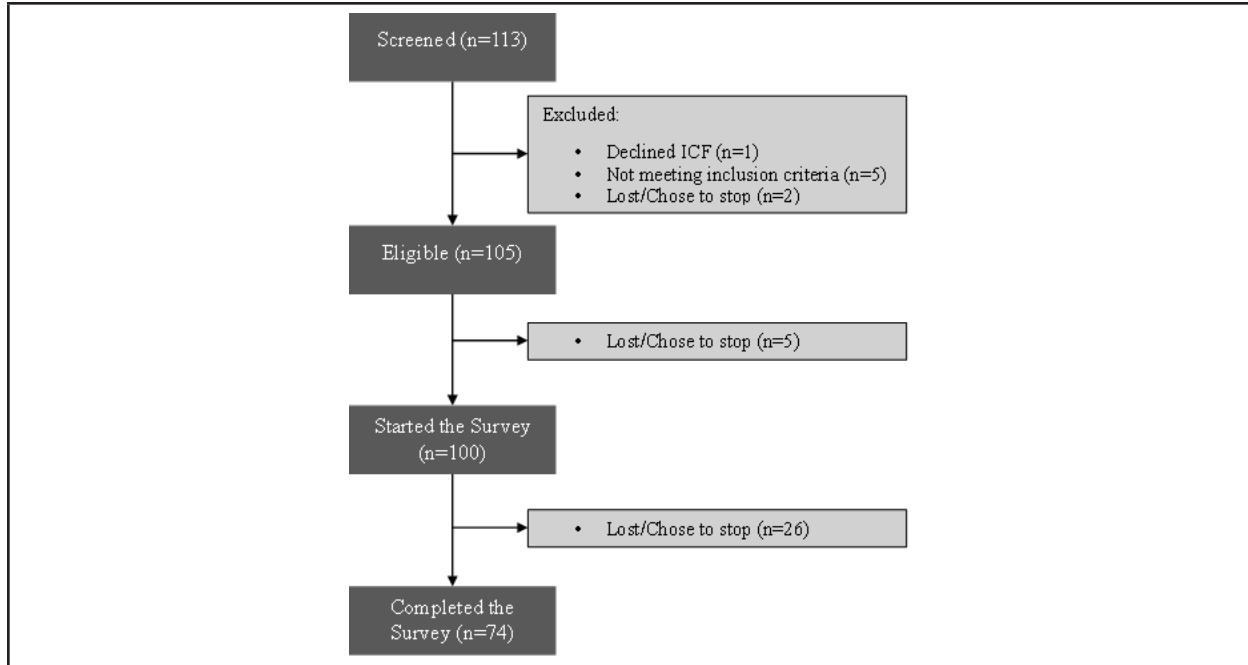 Screened (n=113)
Excluded:
• Declined ICF (n=1)
• Not meeting inclusion criteria (n=5)
• Lost/Chose to stop (n=2)
Eligible (n=105)
• Lost/Chose to stop (n=5)
Started the Survey
(n=100)
• Lost/Chose to stop (n=26)
Completed the
Survey (n=74)